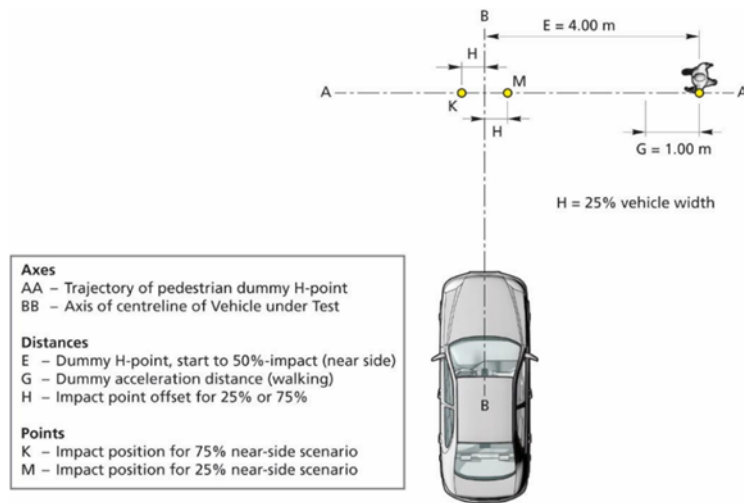 B
E = 4.00 m
H
A
M
A
K
H
G = 1.00 m
H = 25% vehicle width
Axes
AA – Trajectory of pedestrian dummy H-point
BB – Axis of centreline of Vehicle under Test
Distances
E – Dummy H-point, start to 50%-impact (near side)
G – Dummy acceleration distance (walking)
H – Impact point offset for 25% or 75%
B
Points
K – Impact position for 75% near-side scenario
M – Impact position for 25% near-side scenario